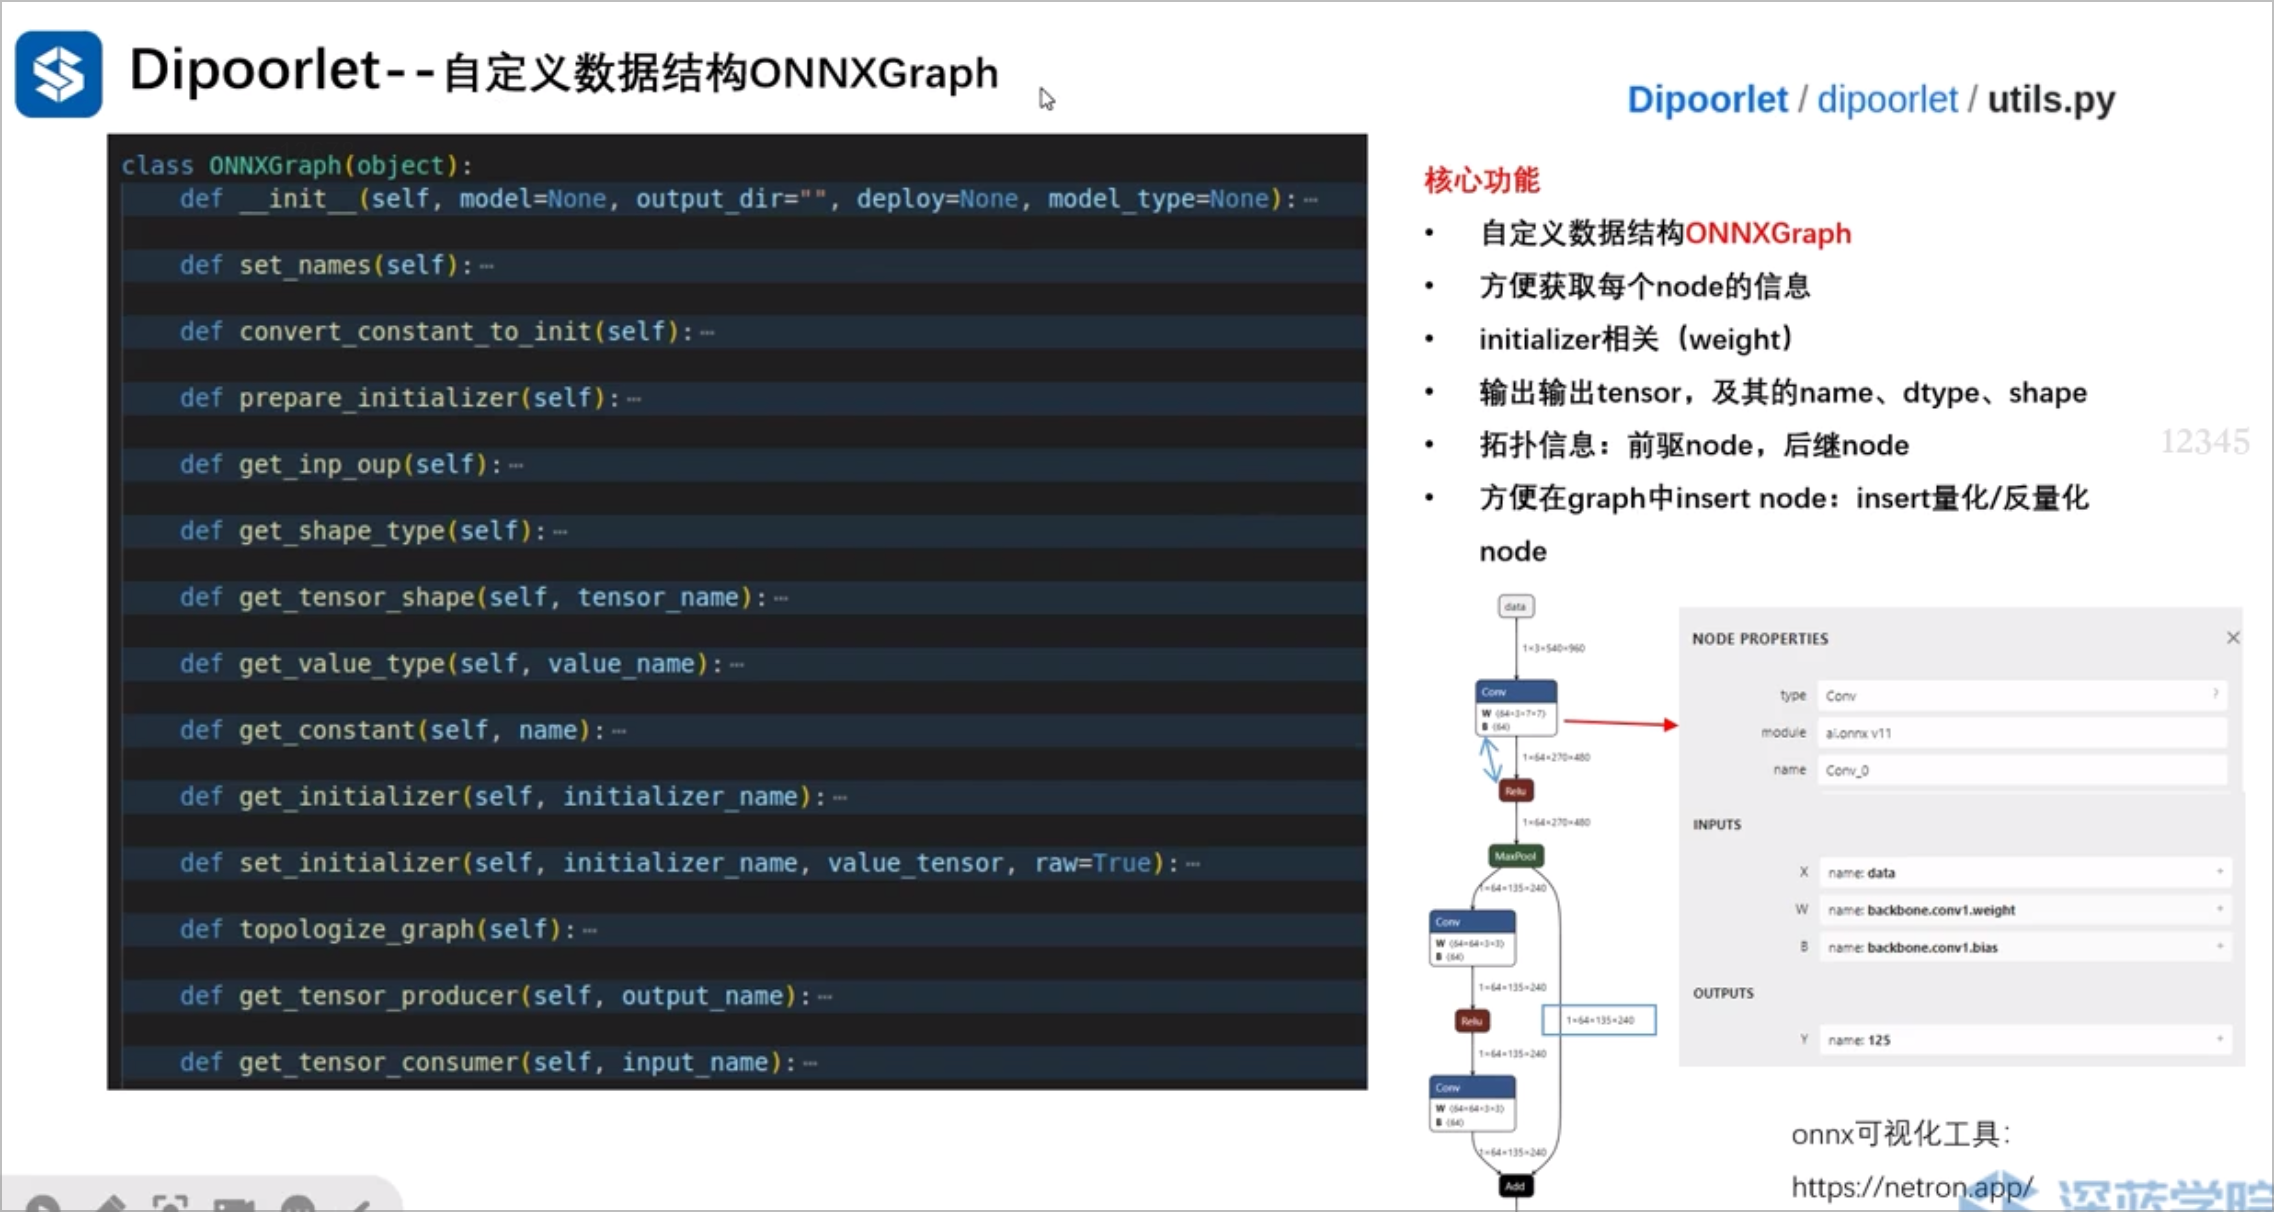 Dipoorlet--自定义数据结构ONNXGraph
Dipoorlet / dipoorlet / utils.py
class ONNXGraph(object):
def __init__(self, model=None, output_dir="", deploy=None, model_type=None):⋯
def set_names(self):⋯
def convert_constant_to_init(self):⋯
def prepare_initializer(self):⋯
def get_inp_oup(self):⋯
def get_shape_type(self):⋯
def get_tensor_shape(self, tensor_name):⋯
def get_value_type(self, value_name):⋯
def get_constant(self, name):⋯
def get_initializer(self, initializer_name):⋯
def set_initializer(self, initializer_name, value_tensor, raw=True):⋯
def topologize_graph(self):⋯
def get_tensor_producer(self, output_name):⋯
def get_tensor_consumer(self, input_name):⋯
核心功能
• 自定义数据结构ONNXGraph
• 方便获取每个node的信息
• initializer相关（weight）
• 输出输出tensor，及其的name、dtype、shape
• 拓扑信息：前驱node，后继node
• 方便在graph中insert node：insert量化/反量化
node
12345
data
1×3×540×960
Conv
W ⟨64×3×7×7⟩
B ⟨64⟩
1×64×270×480
Relu
1×64×270×480
MaxPool
1×64×135×240
Conv
W ⟨64×64×3×3⟩
B ⟨64⟩
1×64×135×240
Relu
1×64×135×240
1×64×135×240
Conv
W ⟨64×64×3×3⟩
B ⟨64⟩
1×64×135×240
Add
NODE PROPERTIES ×
type Conv ?
module ai.onnx v11
name Conv_0
INPUTS
X name: data +
W name: backbone.conv1.weight +
B name: backbone.conv1.bias +
OUTPUTS
Y name: 125 +
onnx可视化工具：
https://netron.app/
深蓝学院